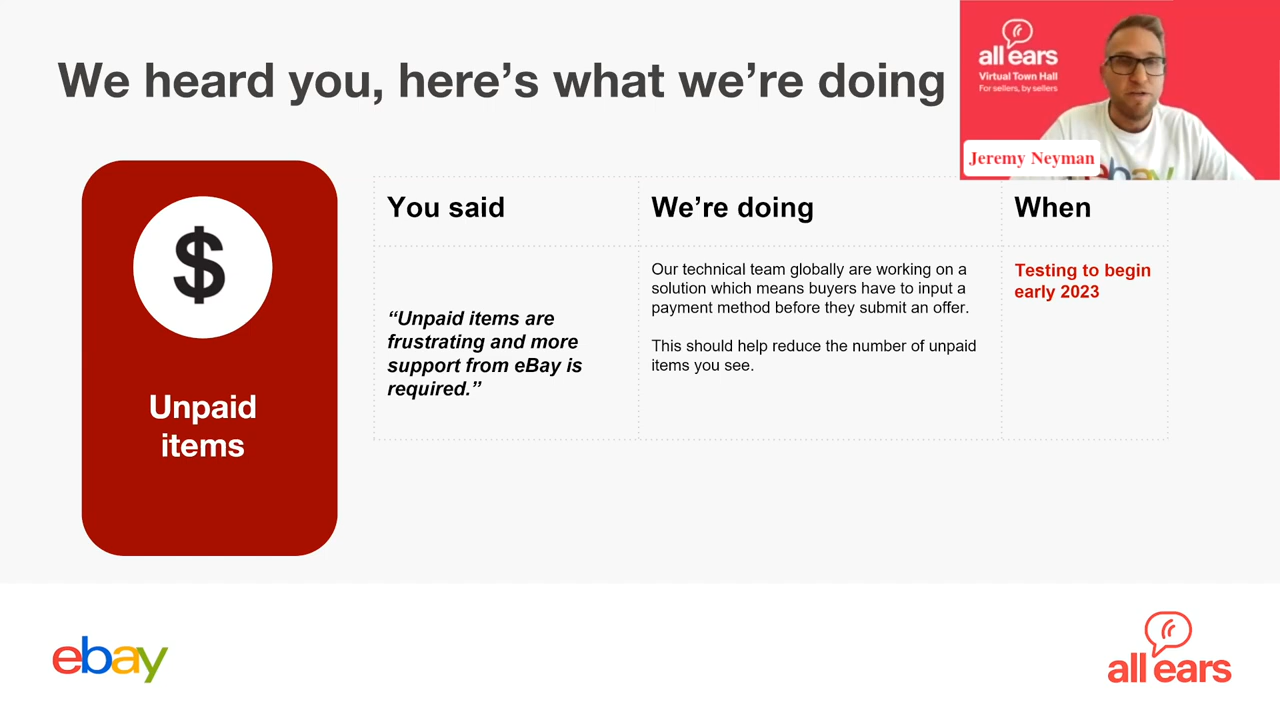 We heard you, here's what we're doing
all ears
Virtual Town Hall
For sellers, by sellers
Jeremy Neyman
ebay
$
Unpaid
items
You said
We're doing
When
“Unpaid items are
frustrating and more
support from eBay is
required.”
Our technical team globally are working on a
solution which means buyers have to input a
payment method before they submit an offer.
This should help reduce the number of unpaid
items you see.
Testing to begin
early 2023
ebay
all ears